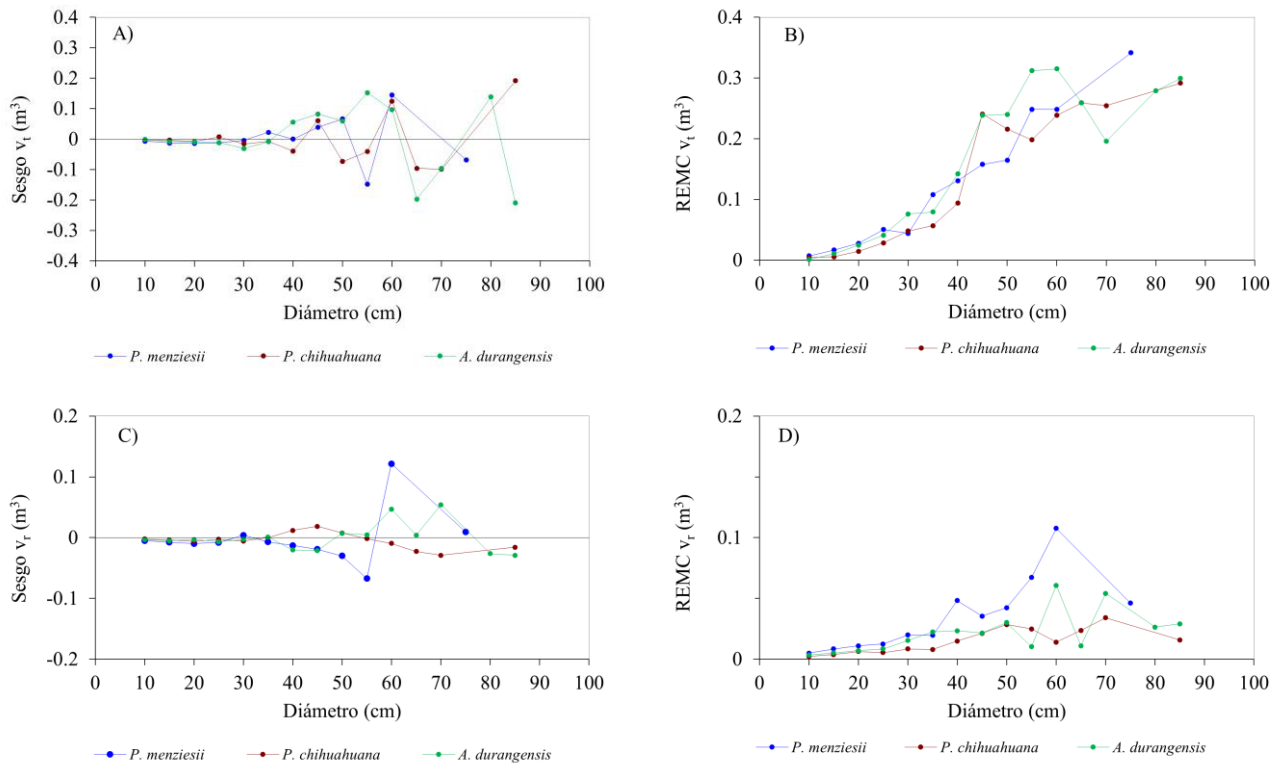 A)
Sesgo vt (m³)
0.4
0.3
0.2
0.1
0
-0.1
-0.2
-0.3
-0.4
0 10 20 30 40 50 60 70 80 90 100
Diámetro (cm)
P. menziesii P. chihuahuana A. durangensis
B)
REMC vt (m³)
0.4
0.3
0.2
0.1
0
0 10 20 30 40 50 60 70 80 90 100
Diámetro (cm)
P. menziesii P. chihuahuana A. durangensis
C)
Sesgo vr (m³)
0.2
0.1
0
-0.1
-0.2
0 10 20 30 40 50 60 70 80 90 100
Diámetro (cm)
P. menziesii P. chihuahuana A. durangensis
D)
REMC vr (m³)
0.2
0.1
0
0 10 20 30 40 50 60 70 80 90 100
Diámetro (cm)
P. menziesii P. chihuahuana A. durangensis